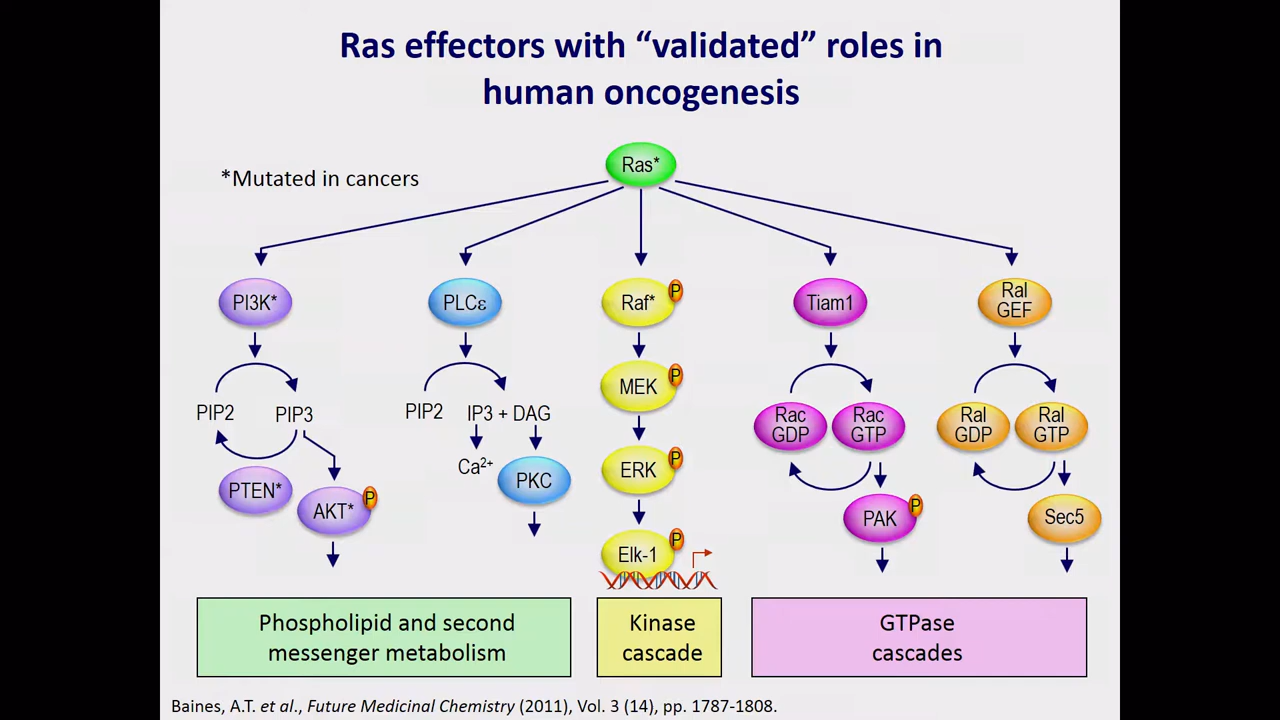 Ras effectors with “validated” roles in
human oncogenesis
*Mutated in cancers
Ras*
PI3K*
PIP2
PIP3
PTEN*
AKT*
P
PLCε
PIP2
IP3 + DAG
Ca²⁺
PKC
Raf*
P
MEK
P
ERK
P
Elk-1
P
Tiam1
Rac
GDP
Rac
GTP
PAK
P
Ral
GEF
Ral
GDP
Ral
GTP
Sec5
Phospholipid and second
messenger metabolism
Kinase
cascade
GTPase
cascades
Baines, A.T. et al., Future Medicinal Chemistry (2011), Vol. 3 (14), pp. 1787-1808.